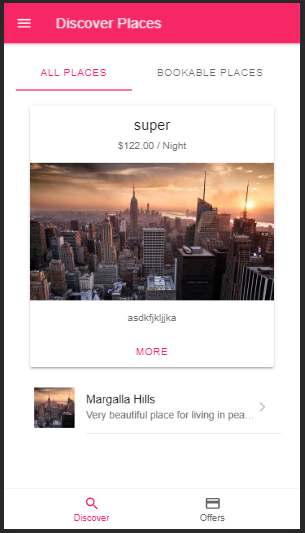 Discover Places
ALL PLACES
BOOKABLE PLACES
super
$122.00 / Night
asdkfjkljjka
MORE
Margalla Hills
Very beautiful place for living in pea...
Discover
Offers